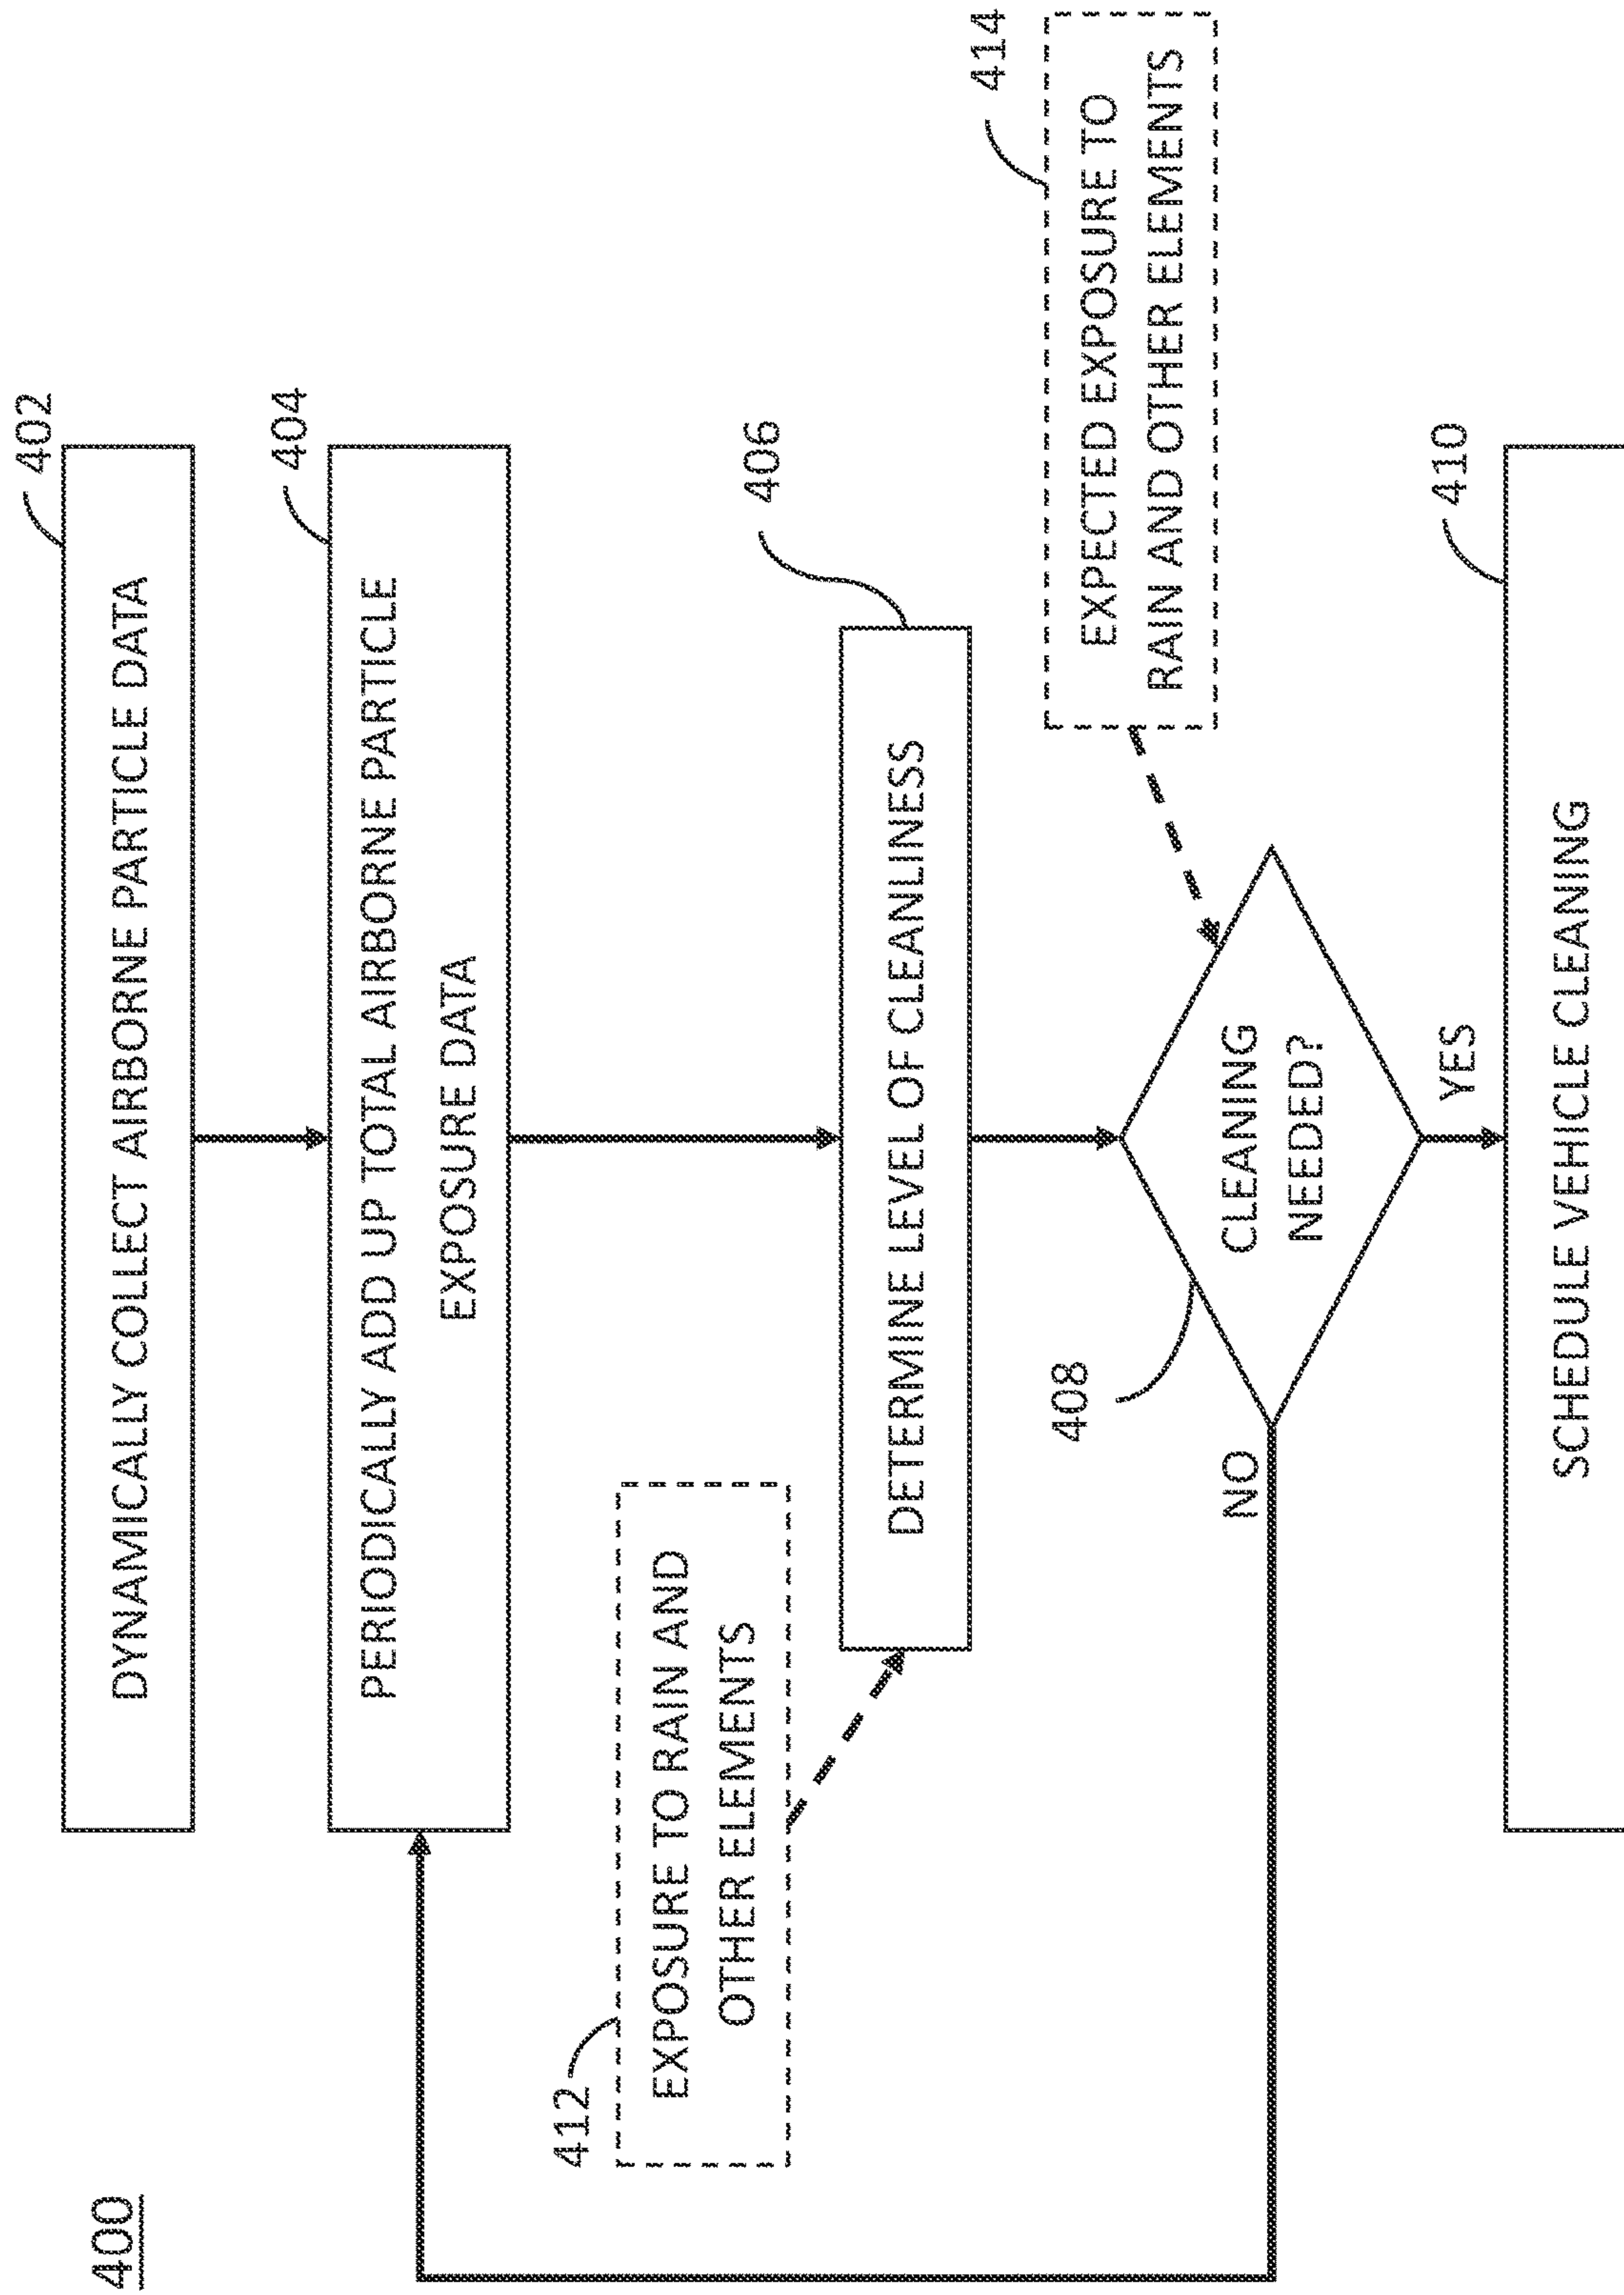 400
402
DYNAMICALLY COLLECT AIRBORNE PARTICLE DATA
404
PERIODICALLY ADD UP TOTAL AIRBORNE PARTICLE
EXPOSURE DATA
412
EXPOSURE TO RAIN AND
OTHER ELEMENTS
406
DETERMINE LEVEL OF CLEANLINESS
414
EXPECTED EXPOSURE TO
RAIN AND OTHER ELEMENTS
408
CLEANING
NEEDED?
NO
YES
410
SCHEDULE VEHICLE CLEANING